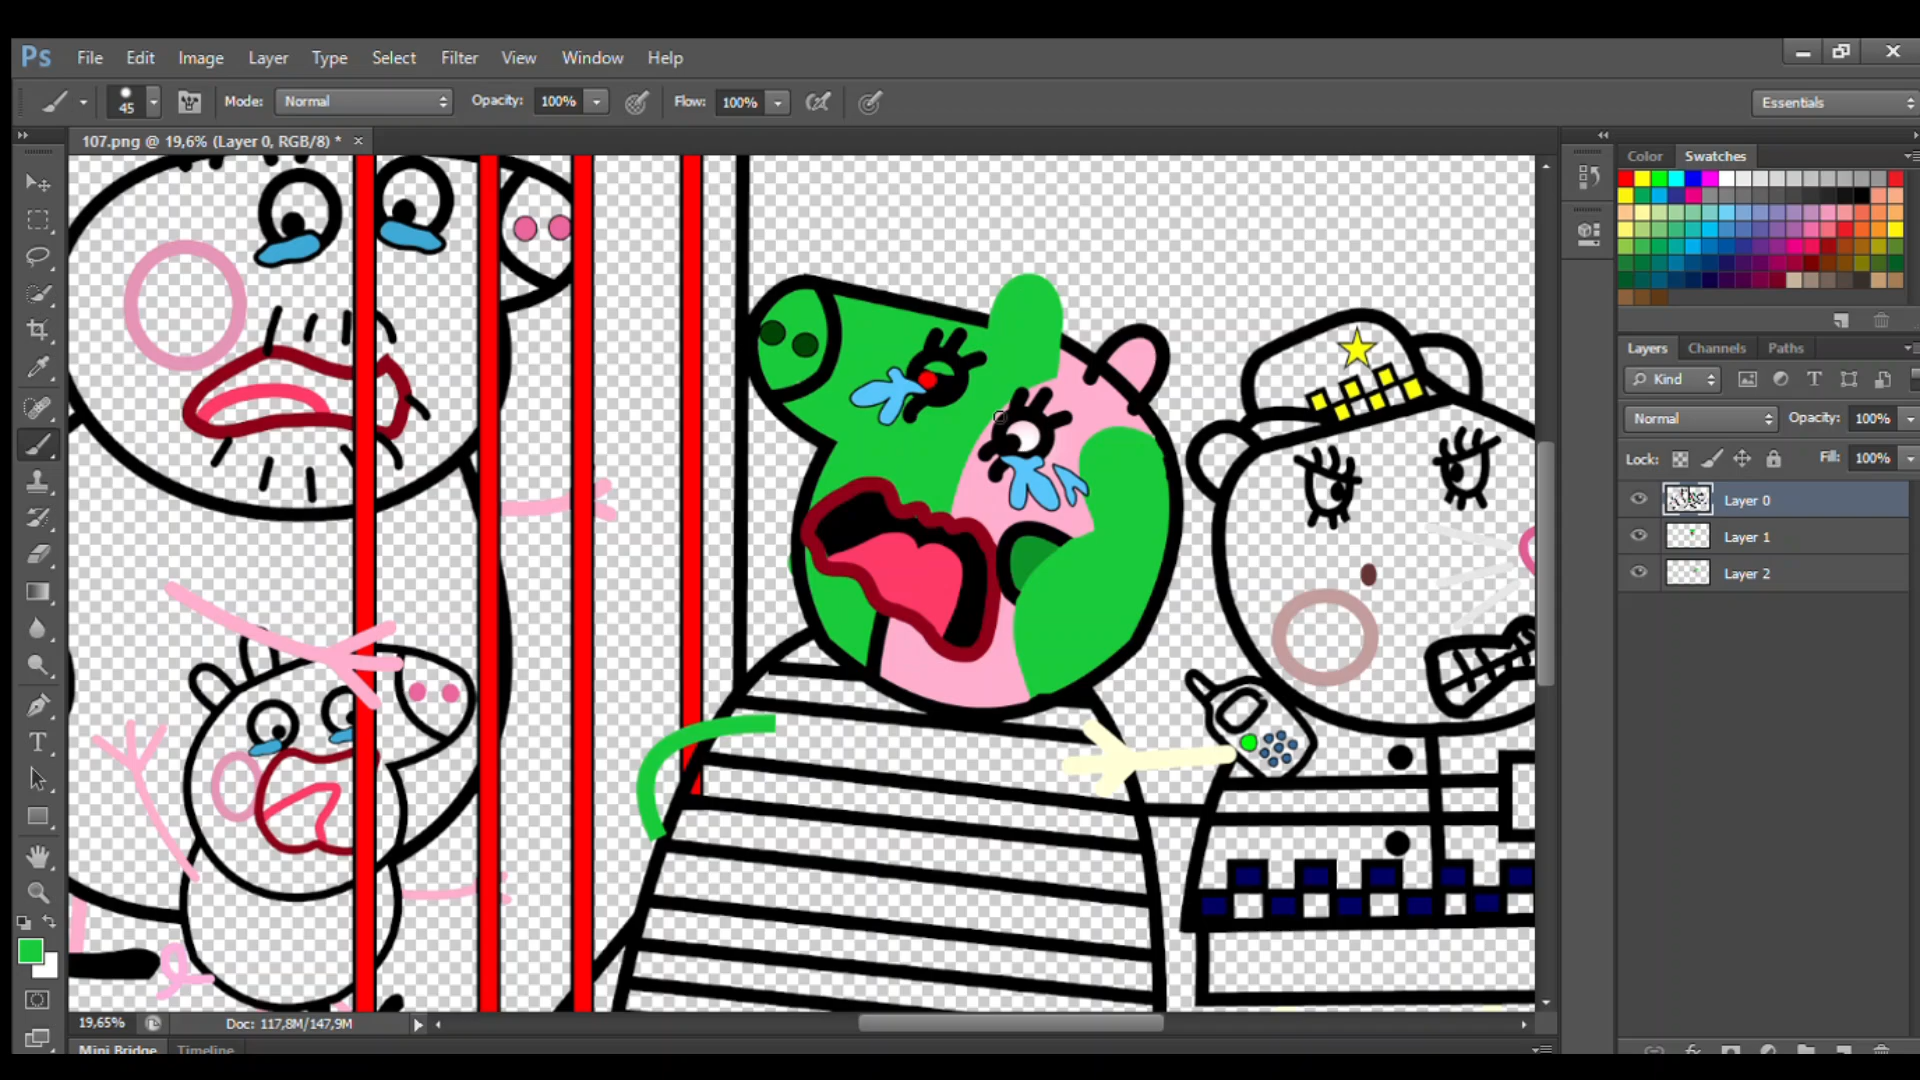 Ps File Edit Image Layer Type Select Filter View Window Help
45 Mode: Normal Opacity: 100% Flow: 100% Essentials
107.png @ 19,6% (Layer 0, RGB/8) * ×
Color Swatches
Layers Channels Paths
Kind
Normal Opacity: 100%
Lock: Fill: 100%
Layer 0
Layer 1
Layer 2
19,65% Doc: 117,8M/147,9M
Mini Bridge Timeline